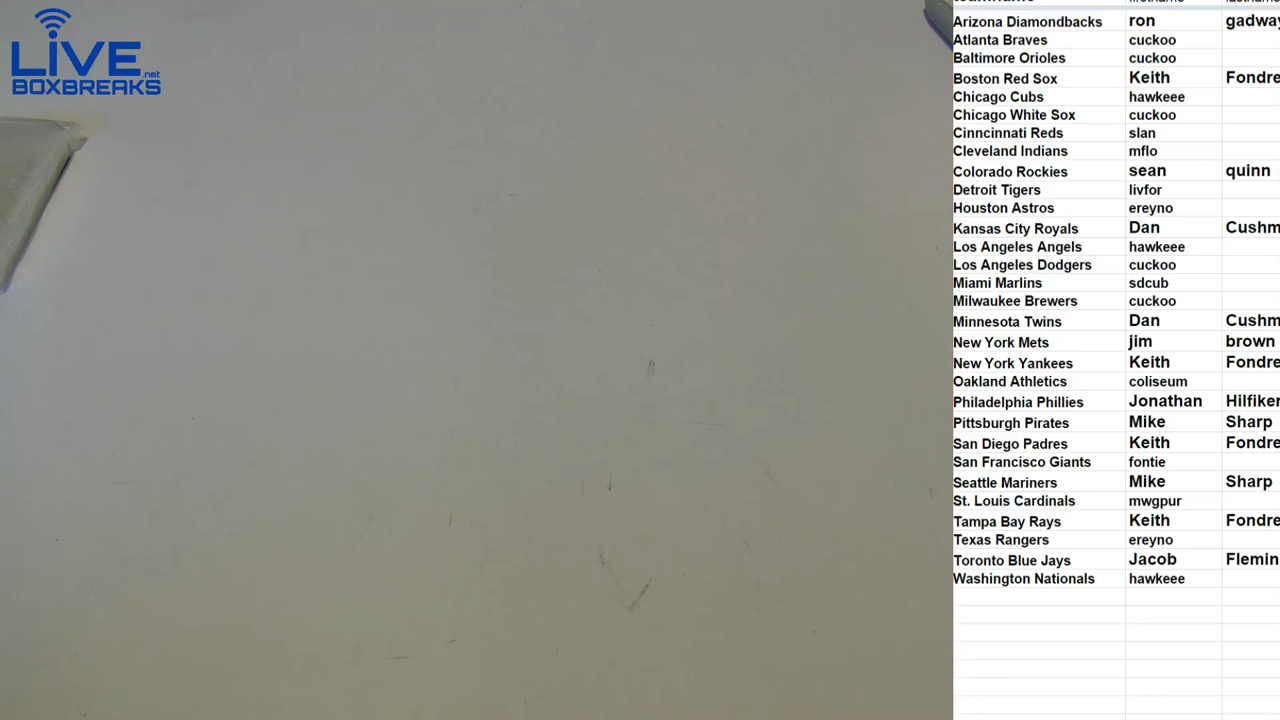 LIVE
.net
BOXBREAKS
Arizona Diamondbacks ron gadway
Atlanta Braves cuckoo
Baltimore Orioles cuckoo
Boston Red Sox Keith Fondre
Chicago Cubs hawkeee
Chicago White Sox cuckoo
Cinncinnati Reds slan
Cleveland Indians mflo
Colorado Rockies sean quinn
Detroit Tigers livfor
Houston Astros ereyno
Kansas City Royals Dan Cushm
Los Angeles Angels hawkeee
Los Angeles Dodgers cuckoo
Miami Marlins sdcub
Milwaukee Brewers cuckoo
Minnesota Twins Dan Cushm
New York Mets jim brown
New York Yankees Keith Fondre
Oakland Athletics coliseum
Philadelphia Phillies Jonathan Hilfiker
Pittsburgh Pirates Mike Sharp
San Diego Padres Keith Fondre
San Francisco Giants fontie
Seattle Mariners Mike Sharp
St. Louis Cardinals mwgpur
Tampa Bay Rays Keith Fondre
Texas Rangers ereyno
Toronto Blue Jays Jacob Flemin
Washington Nationals hawkeee